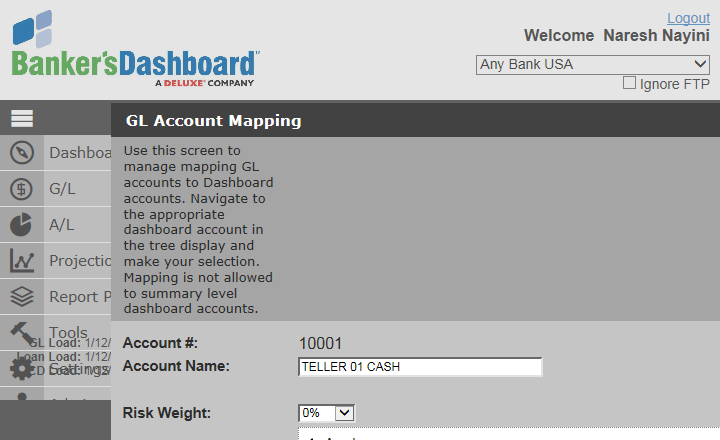 Logout
Welcome Naresh Nayini
Banker'sDashboard™
A DELUXE® COMPANY
Any Bank USA
Ignore FTP
GL Account Mapping
Use this screen to
manage mapping GL
accounts to Dashboard
accounts. Navigate to
the appropriate
dashboard account in
the tree display and
make your selection.
Mapping is not allowed
to summary level
dashboard accounts.
Dashboa
G/L
A/L
Projectio
Report P
Tools
GL Load: 1/12/
Loan Load: 1/12/
Settings
CD Load: 1/12/
Account #: 10001
Account Name: TELLER 01 CASH
Risk Weight: 0%